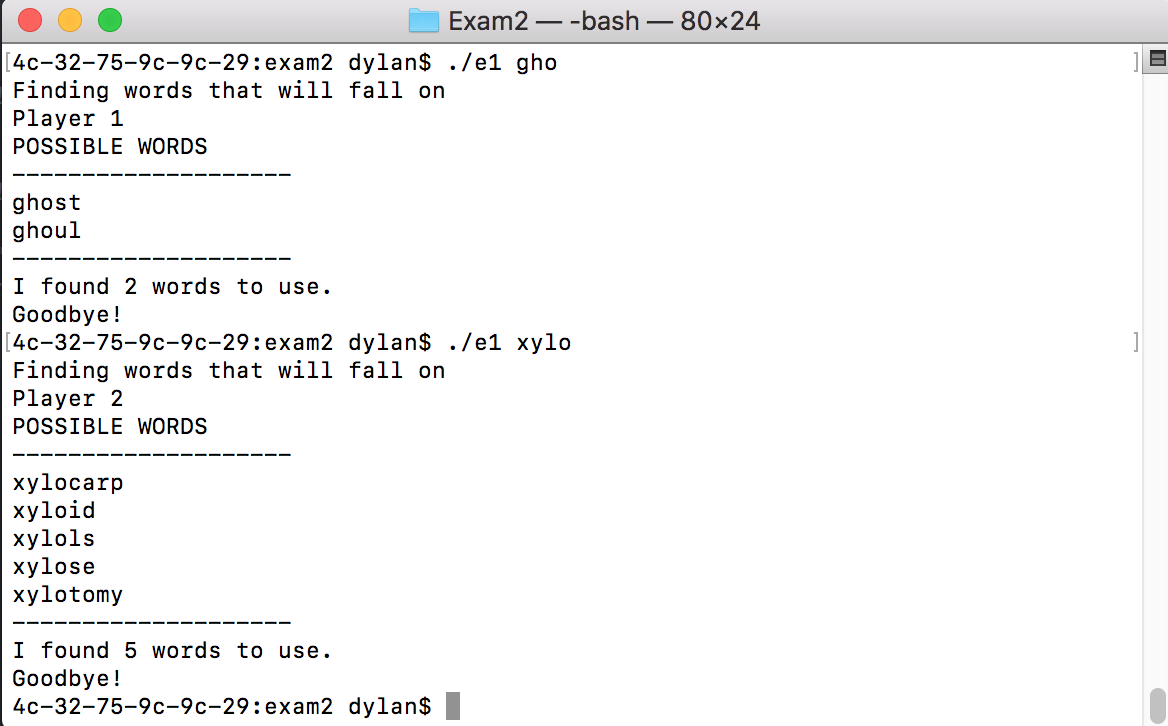 Exam2 — -bash — 80×24
[4c-32-75-9c-9c-29:exam2 dylan$ ./e1 gho ]
Finding words that will fall on
Player 1
POSSIBLE WORDS
--------------------
ghost
ghoul
--------------------
I found 2 words to use.
Goodbye!
[4c-32-75-9c-9c-29:exam2 dylan$ ./e1 xylo ]
Finding words that will fall on
Player 2
POSSIBLE WORDS
--------------------
xylocarp
xyloid
xylols
xylose
xylotomy
--------------------
I found 5 words to use.
Goodbye!
4c-32-75-9c-9c-29:exam2 dylan$